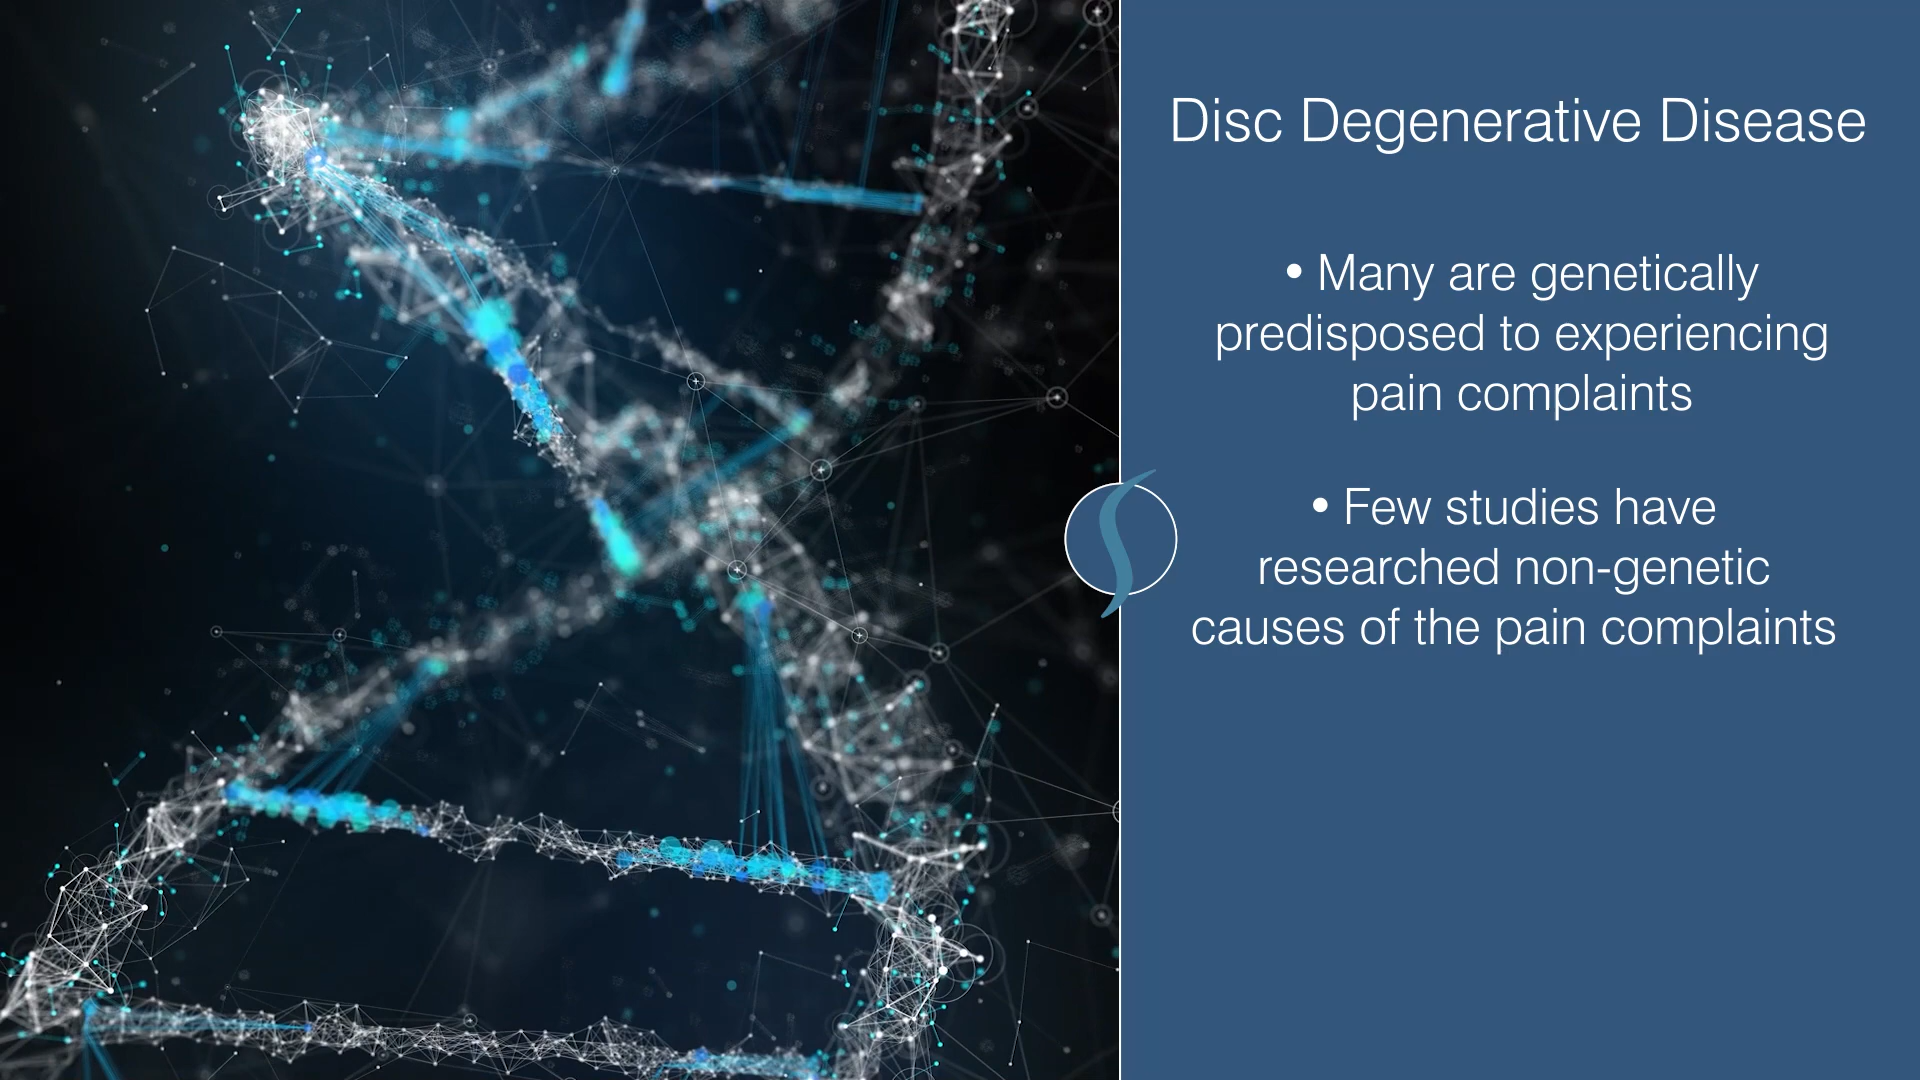 Disc Degenerative Disease
• Many are genetically
predisposed to experiencing
pain complaints
• Few studies have
researched non-genetic
causes of the pain complaints